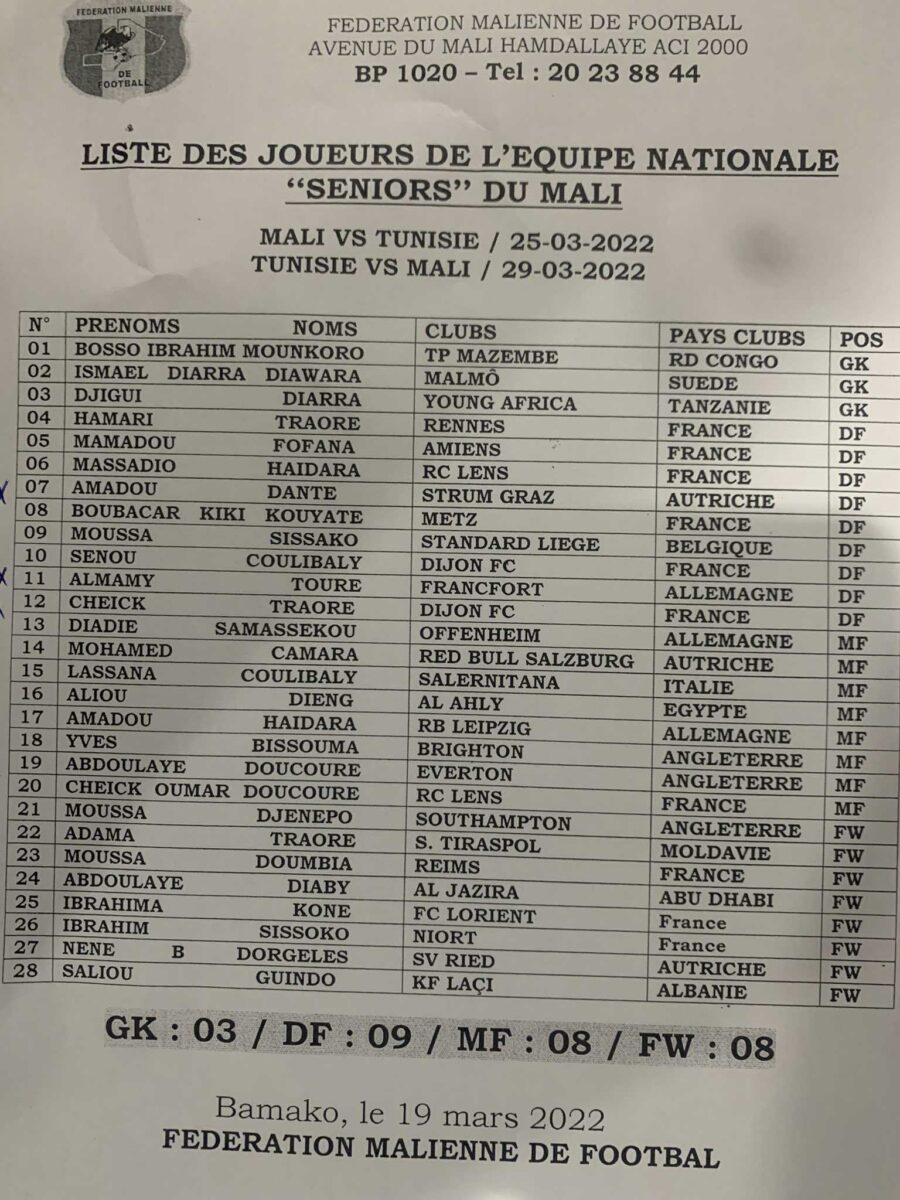 FEDERATION MALIENNE
DE
FOOTBALL
FEDERATION MALIENNE DE FOOTBALL
AVENUE DU MALI HAMDALLAYE ACI 2000
BP 1020 – Tel : 20 23 88 44
LISTE DES JOUEURS DE L'EQUIPE NATIONALE
“SENIORS” DU MALI
MALI VS TUNISIE / 25-03-2022
TUNISIE VS MALI / 29-03-2022
N° PRENOMS NOMS CLUBS PAYS CLUBS POS
01 BOSSO IBRAHIM MOUNKORO TP MAZEMBE RD CONGO GK
02 ISMAEL DIARRA DIAWARA MALMÔ SUEDE GK
03 DJIGUI DIARRA YOUNG AFRICA TANZANIE GK
04 HAMARI TRAORE RENNES FRANCE DF
05 MAMADOU FOFANA AMIENS FRANCE DF
06 MASSADIO HAIDARA RC LENS FRANCE DF
07 AMADOU DANTE STRUM GRAZ AUTRICHE DF
08 BOUBACAR KIKI KOUYATE METZ FRANCE DF
09 MOUSSA SISSAKO STANDARD LIEGE BELGIQUE DF
10 SENOU COULIBALY DIJON FC FRANCE DF
11 ALMAMY TOURE FRANCFORT ALLEMAGNE DF
12 CHEICK TRAORE DIJON FC FRANCE DF
13 DIADIE SAMASSEKOU OFFENHEIM ALLEMAGNE MF
14 MOHAMED CAMARA RED BULL SALZBURG AUTRICHE MF
15 LASSANA COULIBALY SALERNITANA ITALIE MF
16 ALIOU DIENG AL AHLY EGYPTE MF
17 AMADOU HAIDARA RB LEIPZIG ALLEMAGNE MF
18 YVES BISSOUMA BRIGHTON ANGLETERRE MF
19 ABDOULAYE DOUCOURE EVERTON ANGLETERRE MF
20 CHEICK OUMAR DOUCOURE RC LENS FRANCE MF
21 MOUSSA DJENEPO SOUTHAMPTON ANGLETERRE FW
22 ADAMA TRAORE S. TIRASPOL MOLDAVIE FW
23 MOUSSA DOUMBIA REIMS FRANCE FW
24 ABDOULAYE DIABY AL JAZIRA ABU DHABI FW
25 IBRAHIMA KONE FC LORIENT France FW
26 IBRAHIM SISSOKO NIORT France FW
27 NENE B DORGELES SV RIED AUTRICHE FW
28 SALIOU GUINDO KF LAÇI ALBANIE FW
GK : 03 / DF : 09 / MF : 08 / FW : 08
Bamako, le 19 mars 2022
FEDERATION MALIENNE DE FOOTBAL